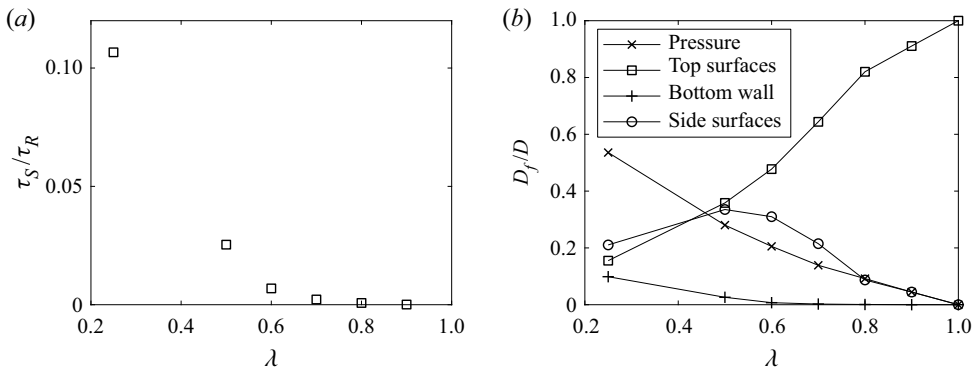 (a)
0.10
0.05
0
0.2 0.4 0.6 0.8 1.0
λ
τS/τR
(b)
1.0
0.8
0.6
0.4
0.2
0
0.2 0.4 0.6 0.8 1.0
λ
Df/D
Pressure
Top surfaces
Bottom wall
Side surfaces